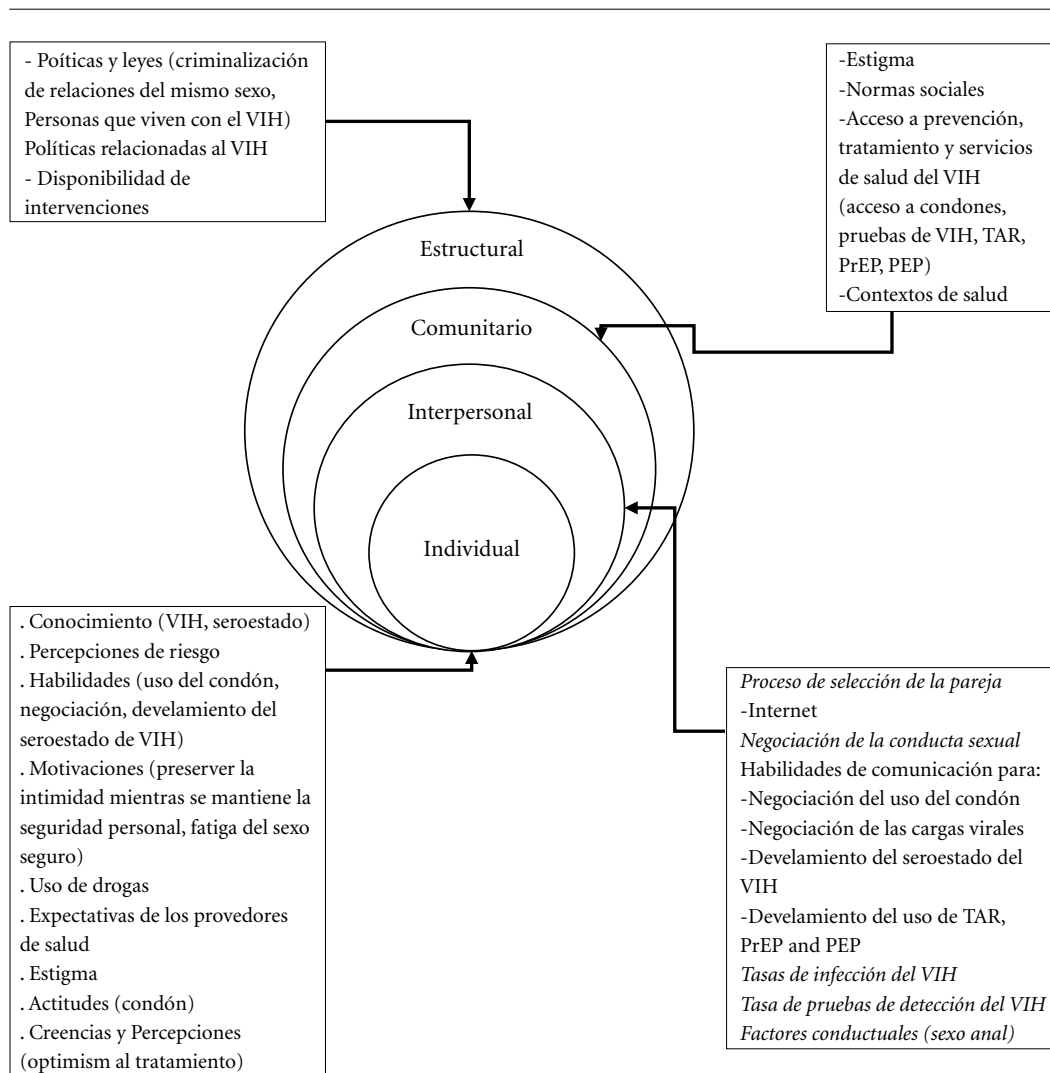 - Poíticas y leyes (criminalización
de relaciones del mismo sexo,
Personas que viven con el VIH)
Políticas relacionadas al VIH
- Disponibilidad de
intervenciones
-Estigma
-Normas sociales
-Acceso a prevención,
tratamiento y servicios
de salud del VIH
(acceso a condones,
pruebas de VIH, TAR,
PrEP, PEP)
-Contextos de salud
Estructural
Comunitario
Interpersonal
Individual
. Conocimiento (VIH, seroestado)
. Percepciones de riesgo
. Habilidades (uso del condón,
negociación, develamiento del
seroestado de VIH)
. Motivaciones (preserver la
intimidad mientras se mantiene la
seguridad personal, fatiga del sexo
seguro)
. Uso de drogas
. Expectativas de los provedores
de salud
. Estigma
. Actitudes (condón)
. Creencias y Percepciones
(optimism al tratamiento)
Proceso de selección de la pareja
-Internet
Negociación de la conducta sexual
Habilidades de comunicación para:
-Negociación del uso del condón
-Negociación de las cargas virales
-Develamiento del seroestado del
VIH
-Develamiento del uso de TAR,
PrEP and PEP
Tasas de infección del VIH
Tasa de pruebas de detección del VIH
Factores conductuales (sexo anal)